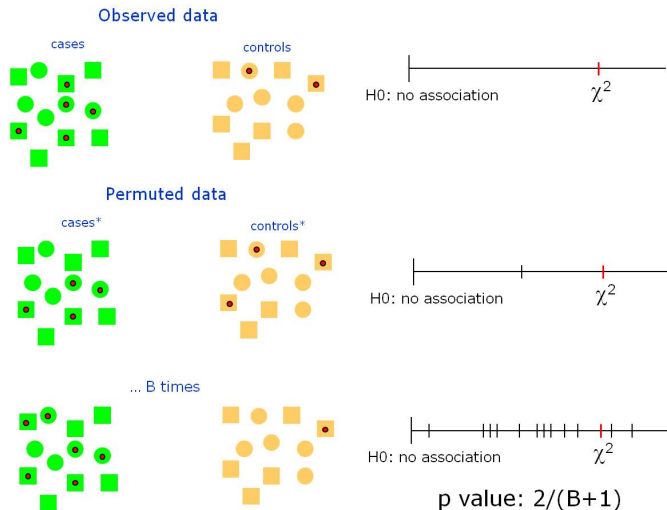 Observed data
cases
controls
H0: no association
χ²
Permuted data
cases*
controls*
H0: no association
χ²
... B times
H0: no association
χ²
p value: 2/(B+1)